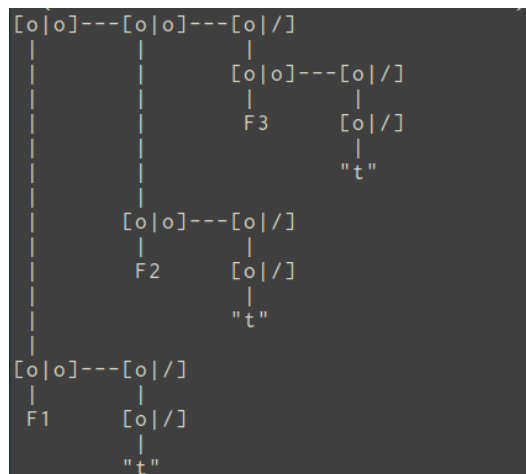 [o|o]---[o|o]---[o|/]
 |       |       |
 |       |      [o|o]---[o|/]
 |       |       |       |
 |       |       F3     [o|/]
 |       |               |
 |       |              "t"
 |       |
 |      [o|o]---[o|/]
 |       |       |
 |       F2     [o|/]
 |               |
 |              "t"
 |
[o|o]---[o|/]
 |       |
 F1     [o|/]
         |
        "t"